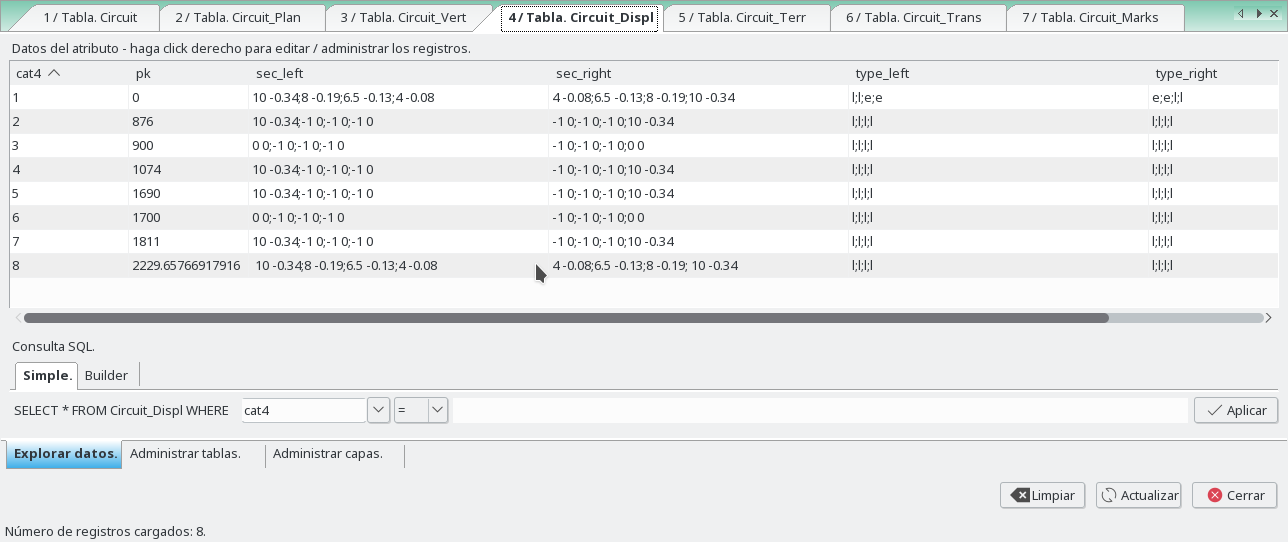 1 / Tabla. Circuit 2 / Tabla. Circuit_Plan 3 / Tabla. Circuit_Vert 4 / Tabla. Circuit_Displ 5 / Tabla. Circuit_Terr 6 / Tabla. Circuit_Trans 7 / Tabla. Circuit_Marks
Datos del atributo - haga click derecho para editar / administrar los registros.
cat4 pk sec_left sec_right type_left type_right
1 0 10 -0.34;8 -0.19;6.5 -0.13;4 -0.08 4 -0.08;6.5 -0.13;8 -0.19;10 -0.34 l;l;e;e e;e;l;l
2 876 10 -0.34;-1 0;-1 0;-1 0 -1 0;-1 0;-1 0;10 -0.34 l;l;l;l l;l;l;l
3 900 0 0;-1 0;-1 0;-1 0 -1 0;-1 0;-1 0;0 0 l;l;l;l l;l;l;l
4 1074 10 -0.34;-1 0;-1 0;-1 0 -1 0;-1 0;-1 0;10 -0.34 l;l;l;l l;l;l;l
5 1690 10 -0.34;-1 0;-1 0;-1 0 -1 0;-1 0;-1 0;10 -0.34 l;l;l;l l;l;l;l
6 1700 0 0;-1 0;-1 0;-1 0 -1 0;-1 0;-1 0;0 0 l;l;l;l l;l;l;l
7 1811 10 -0.34;-1 0;-1 0;-1 0 -1 0;-1 0;-1 0;10 -0.34 l;l;l;l l;l;l;l
8 2229.65766917916 10 -0.34;8 -0.19;6.5 -0.13;4 -0.08 4 -0.08;6.5 -0.13;8 -0.19; 10 -0.34 l;l;l;l l;l;l;l
Consulta SQL.
Simple. Builder
SELECT * FROM Circuit_Displ WHERE cat4 = Aplicar
Explorar datos. Administrar tablas. Administrar capas.
Limpiar Actualizar Cerrar
Número de registros cargados: 8.